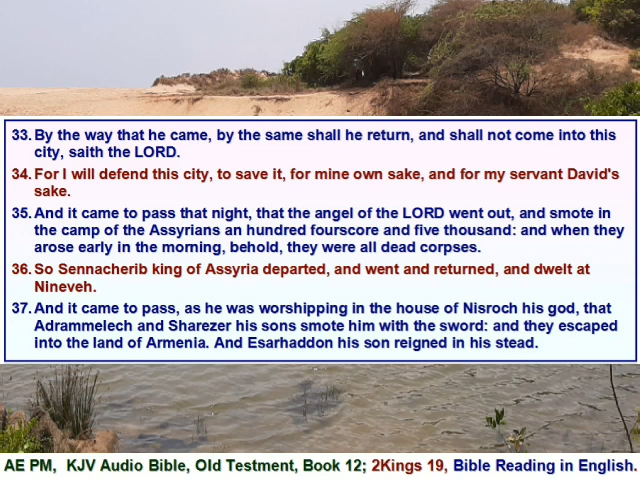 33. By the way that he came, by the same shall he return, and shall not come into this
city, saith the LORD.
34. For I will defend this city, to save it, for mine own sake, and for my servant David's
sake.
35. And it came to pass that night, that the angel of the LORD went out, and smote in
the camp of the Assyrians an hundred fourscore and five thousand: and when they
arose early in the morning, behold, they were all dead corpses.
36. So Sennacherib king of Assyria departed, and went and returned, and dwelt at
Nineveh.
37. And it came to pass, as he was worshipping in the house of Nisroch his god, that
Adrammelech and Sharezer his sons smote him with the sword: and they escaped
into the land of Armenia. And Esarhaddon his son reigned in his stead.
AE PM, KJV Audio Bible, Old Testment, Book 12; 2Kings 19, Bible Reading in English.